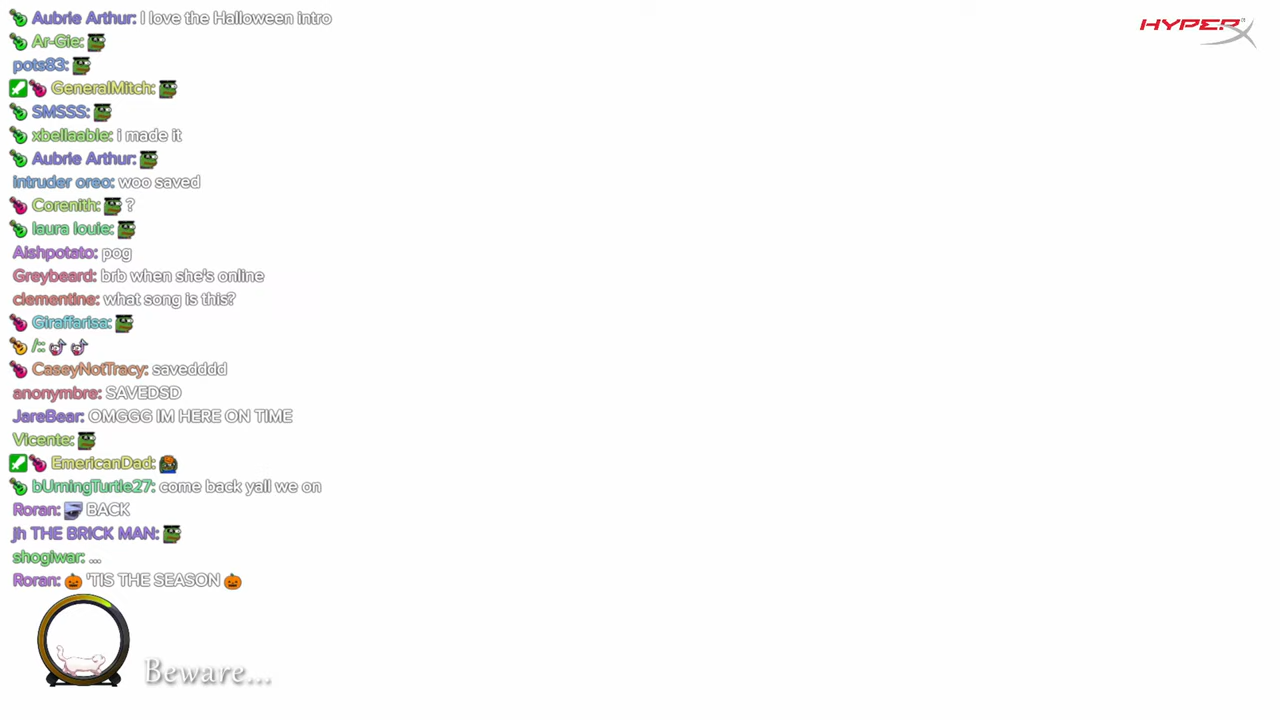 Aubrie Arthur: I love the Halloween intro
HYPERX
Ar-Gie:
pots83:
GeneralMitch:
SMSSS:
xbellaable: i made it
Aubrie Arthur:
intruder oreo: woo saved
Corenith: ?
laura louie:
Aishpotato: pog
Greybeard: brb when she's online
clementine: what song is this?
Giraffarisa:
/::
CaseyNotTracy: savedddd
anonymbre: SAVEDSD
JareBear: OMGGG IM HERE ON TIME
Vicente:
EmericanDad:
bUrningTurtle27: come back yall we on
Roran: BACK
jh THE BRICK MAN:
shogiwar: ...
Roran: 'TIS THE SEASON
Beware...